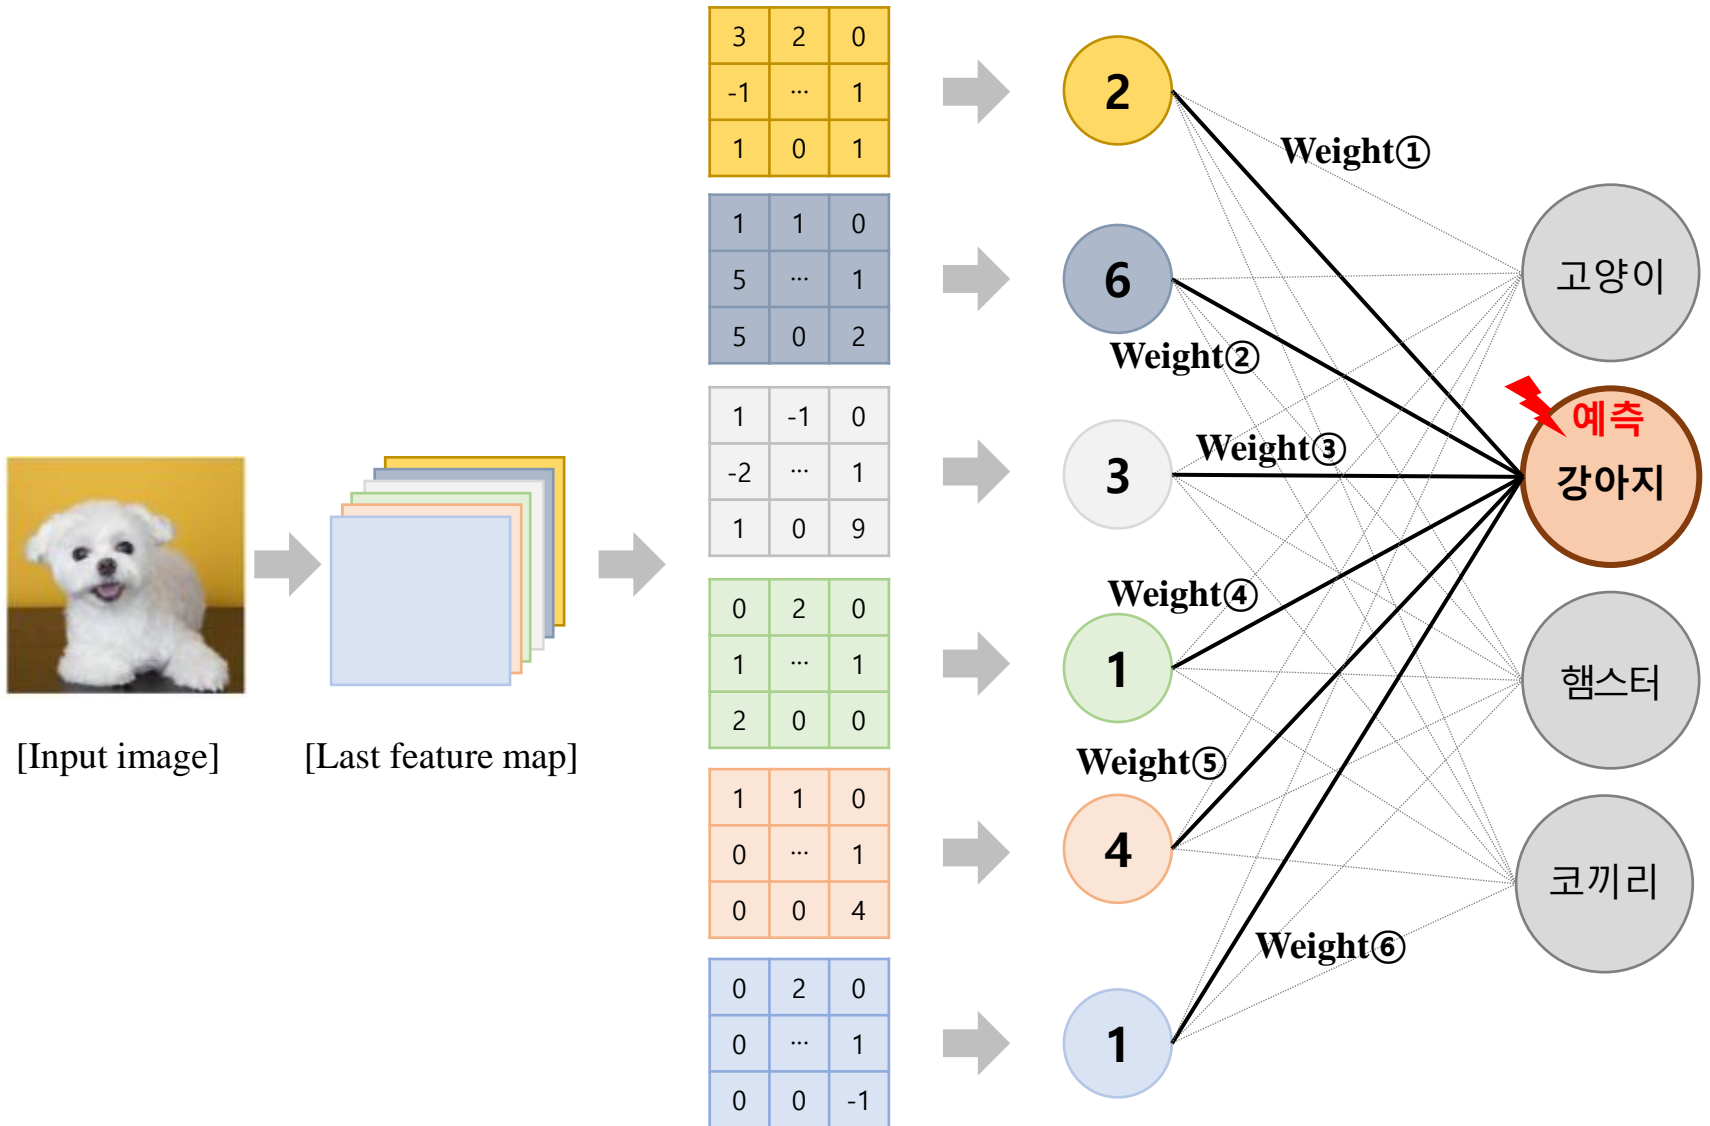 3 2 0
-1 ... 1
1 0 1
2
Weight①
1 1 0
5 ... 1
5 0 2
6
Weight②
고양이
1 -1 0
-2 ... 1
1 0 9
3
Weight③
예측
강아지
0 2 0
1 ... 1
2 0 0
1
Weight④
햄스터
[Input image]
[Last feature map]
1 1 0
0 ... 1
0 0 4
4
Weight⑤
코끼리
0 2 0
0 ... 1
0 0 -1
1
Weight⑥